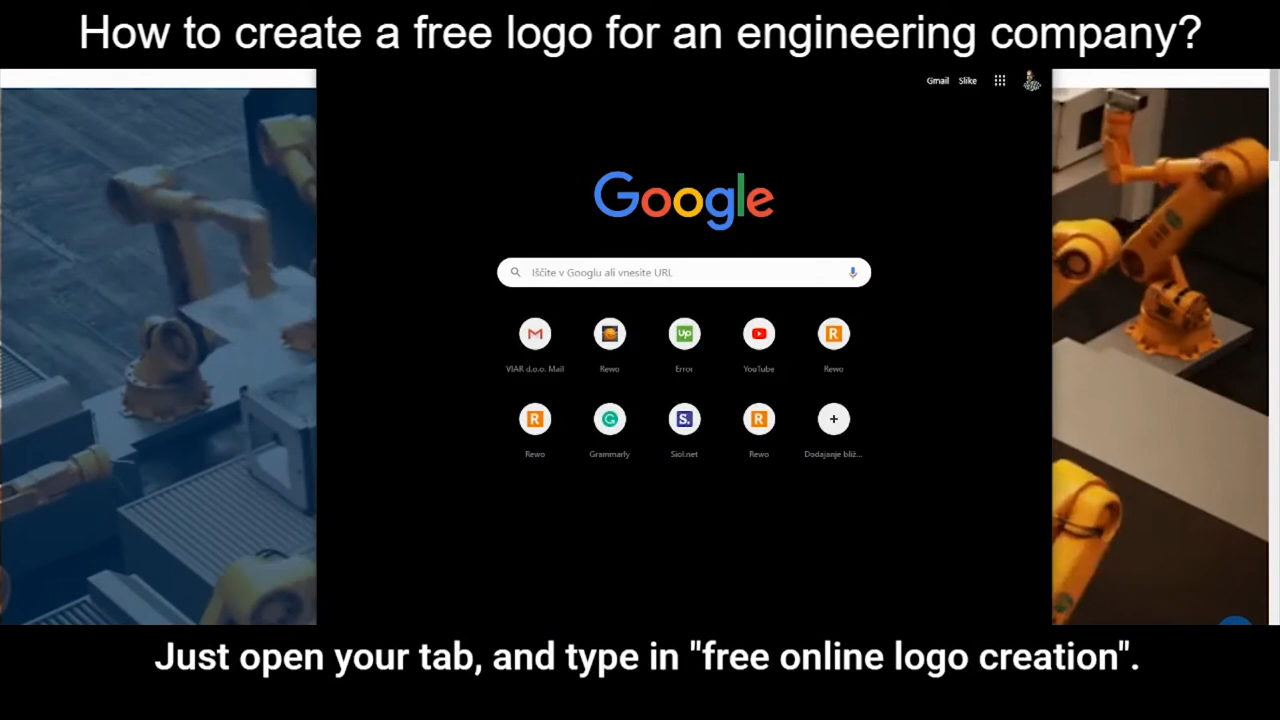 How to create a free logo for an engineering company?
Gmail Slike
Google
Iščite v Googlu ali vnesite URL
VIAR d.o.o. Mail Rewo Error YouTube Rewo
Rewo Grammarly Siol.net Rewo Dodajanje bliž...
Just open your tab, and type in "free online logo creation".